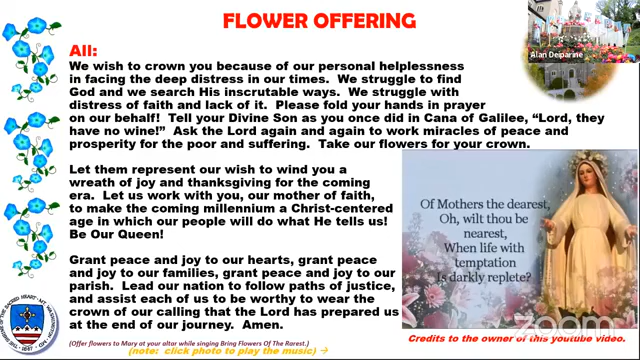 FLOWER OFFERING
Alan Deiparine
All:
We wish to crown you because of our personal helplessness
in facing the deep distress in our times.  We struggle to find
God and we search His inscrutable ways.  We struggle with
distress of faith and lack of it.  Please fold your hands in prayer
on our behalf!  Tell your Divine Son as you once did in Cana of Galilee, “Lord, they
have no wine!”  Ask the Lord again and again to work miracles of peace and
prosperity for the poor and suffering.  Take our flowers for your crown.
Let them represent our wish to wind you a
wreath of joy and thanksgiving for the coming
era.  Let us work with you, our mother of faith,
to make the coming millennium a Christ-centered
age in which our people will do what He tells us!
Be Our Queen!
Of Mothers the dearest,
Oh, wilt thou be
nearest,
When life with
temptation
Is darkly replete?
Grant peace and joy to our hearts, grant peace
and joy to our families, grant peace and joy to our
parish.  Lead our nation to follow paths of justice,
and assist each of us to be worthy to wear the
crown of our calling that the Lord has prepared us
at the end of our journey.  Amen.
zoom
Credits to the owner of this youtube video.
(Offer flowers to Mary at your altar while singing Bring Flowers Of The Rarest.)
(note:  click photo to play the music) →